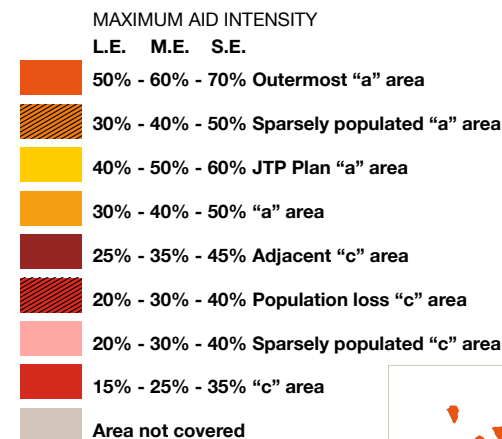 MAXIMUM AID INTENSITY
L.E. M.E. S.E.
50% - 60% - 70% Outermost “a” area
30% - 40% - 50% Sparsely populated “a” area
40% - 50% - 60% JTP Plan “a” area
30% - 40% - 50% “a” area
25% - 35% - 45% Adjacent “c” area
20% - 30% - 40% Population loss “c” area
20% - 30% - 40% Sparsely populated “c” area
15% - 25% - 35% “c” area
Area not covered